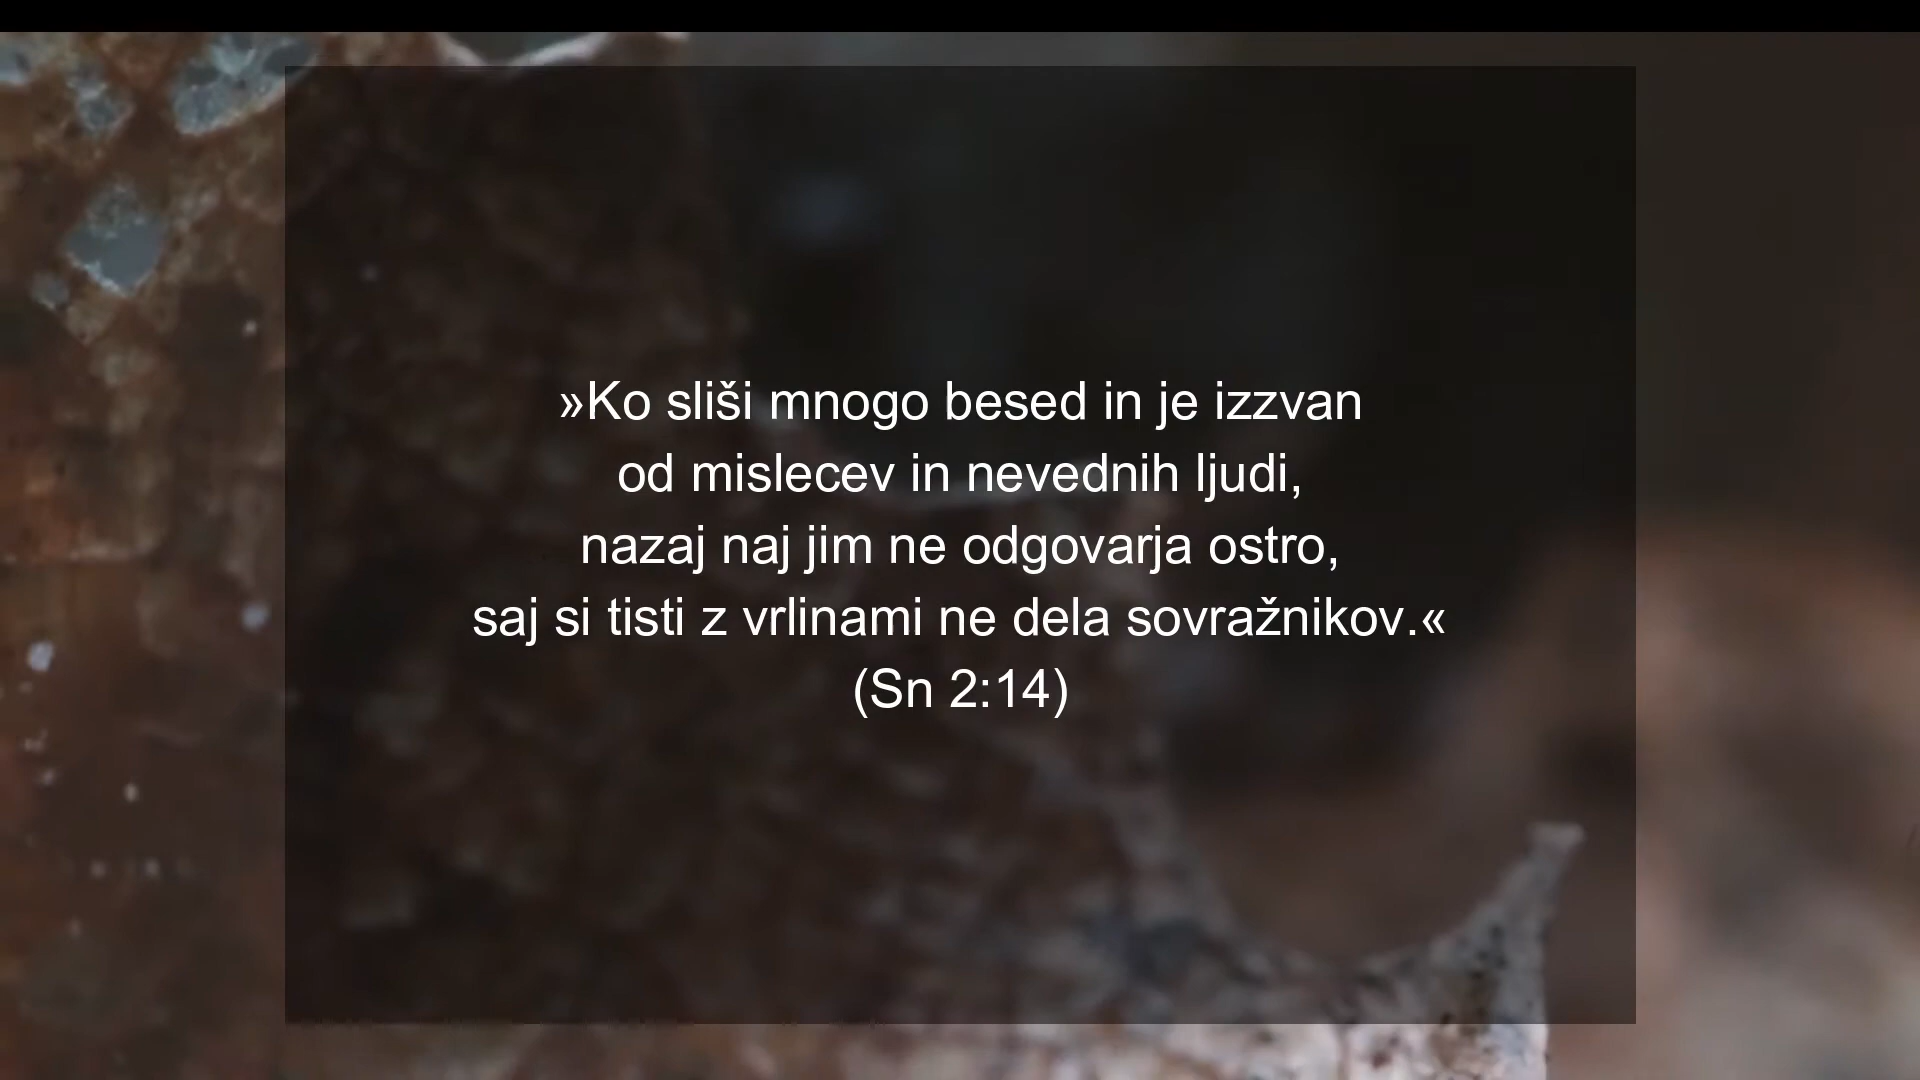 »Ko sliši mnogo besed in je izzvan
od mislecev in nevednih ljudi,
nazaj naj jim ne odgovarja ostro,
saj si tisti z vrlinami ne dela sovražnikov.«
(Sn 2:14)